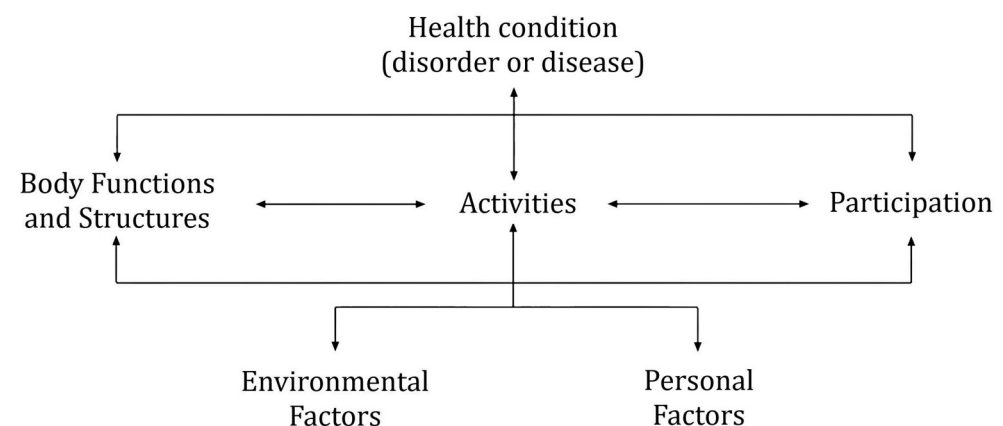 Health condition
(disorder or disease)
Body Functions
and Structures
Activities
Participation
Environmental
Factors
Personal
Factors